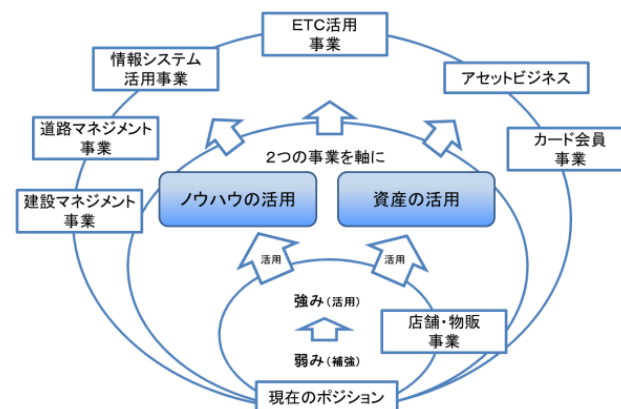 ETC活用
事業
情報システム
活用事業
アセットビジネス
道路マネジメント
事業
カード会員
事業
2つの事業を軸に
ノウハウの活用
資産の活用
建設マネジメント
事業
活用
活用
強み(活用)
店舗・物販
事業
弱み(補強)
現在のポジション